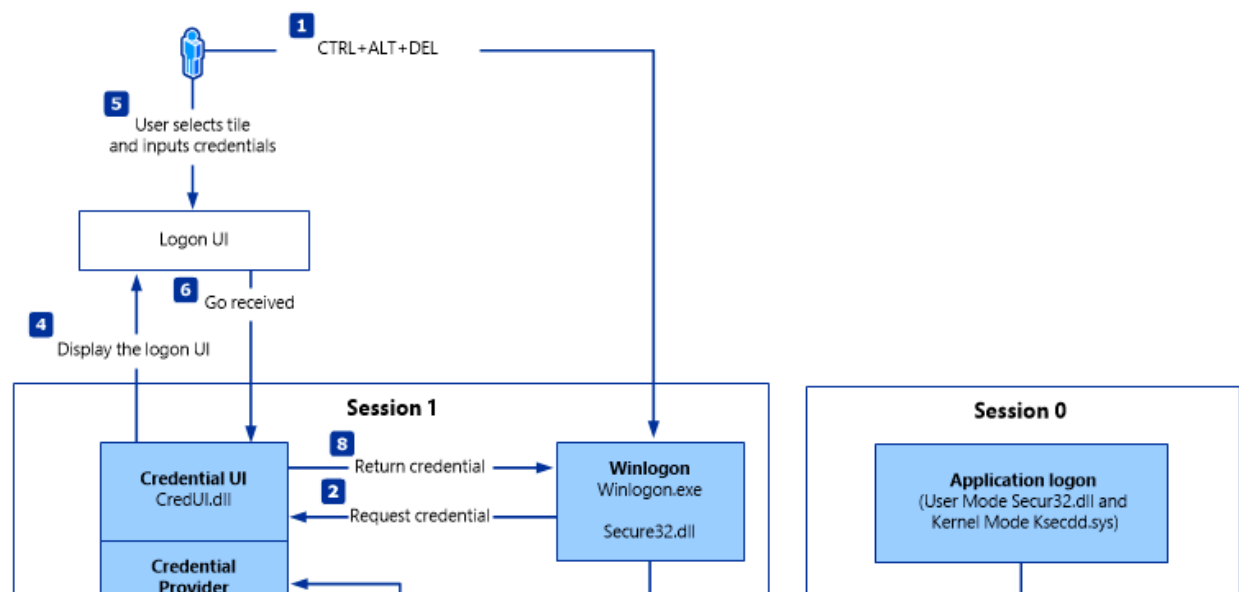 1
CTRL+ALT+DEL
5
User selects tile
and inputs credentials
Logon UI
6
Go received
4
Display the logon UI
Session 1
Credential UI
CredUI.dll
8
Return credential
2
Request credential
Winlogon
Winlogon.exe
Secure32.dll
Credential
Provider
Session 0
Application logon
(User Mode Secur32.dll and
Kernel Mode Ksecdd.sys)